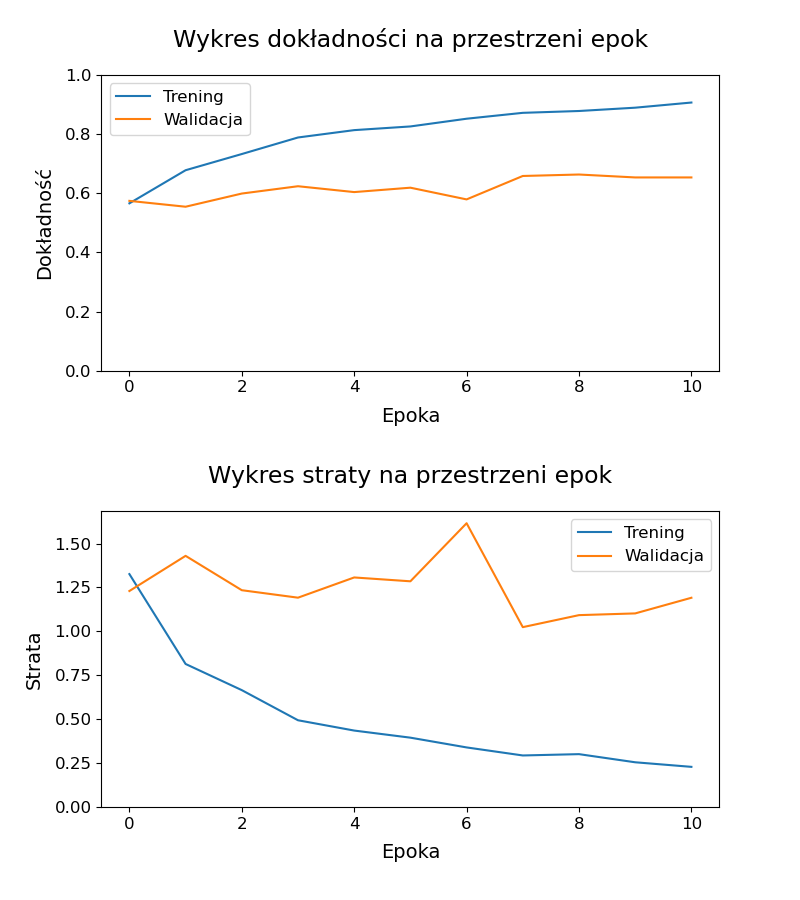 Wykres dokładności na przestrzeni epok
1.0
0.8
0.6
0.4
0.2
0.0
Dokładność
Trening
Walidacja
0 2 4 6 8 10
Epoka
Wykres straty na przestrzeni epok
1.50
1.25
1.00
0.75
0.50
0.25
0.00
Strata
Trening
Walidacja
0 2 4 6 8 10
Epoka